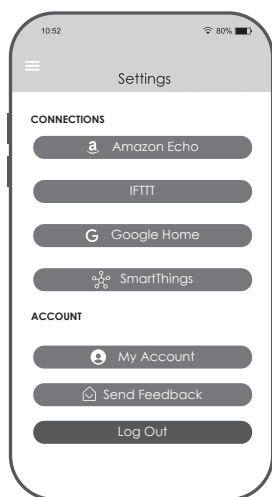 10:52 80%
Settings
CONNECTIONS
Amazon Echo
IFTTT
Google Home
SmartThings
ACCOUNT
My Account
Send Feedback
Log Out